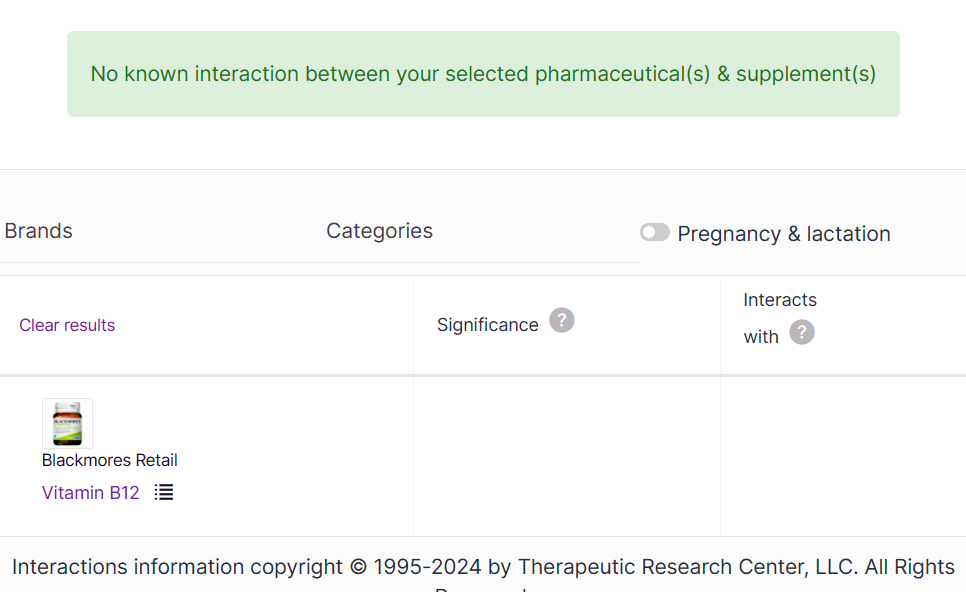 No known interaction between your selected pharmaceutical(s) & supplement(s)
Brands
Categories
Pregnancy & lactation
Clear results
Significance ?
Interacts
with ?
BLACKMORES
Blackmores Retail
Vitamin B12
Interactions information copyright © 1995-2024 by Therapeutic Research Center, LLC. All Rights